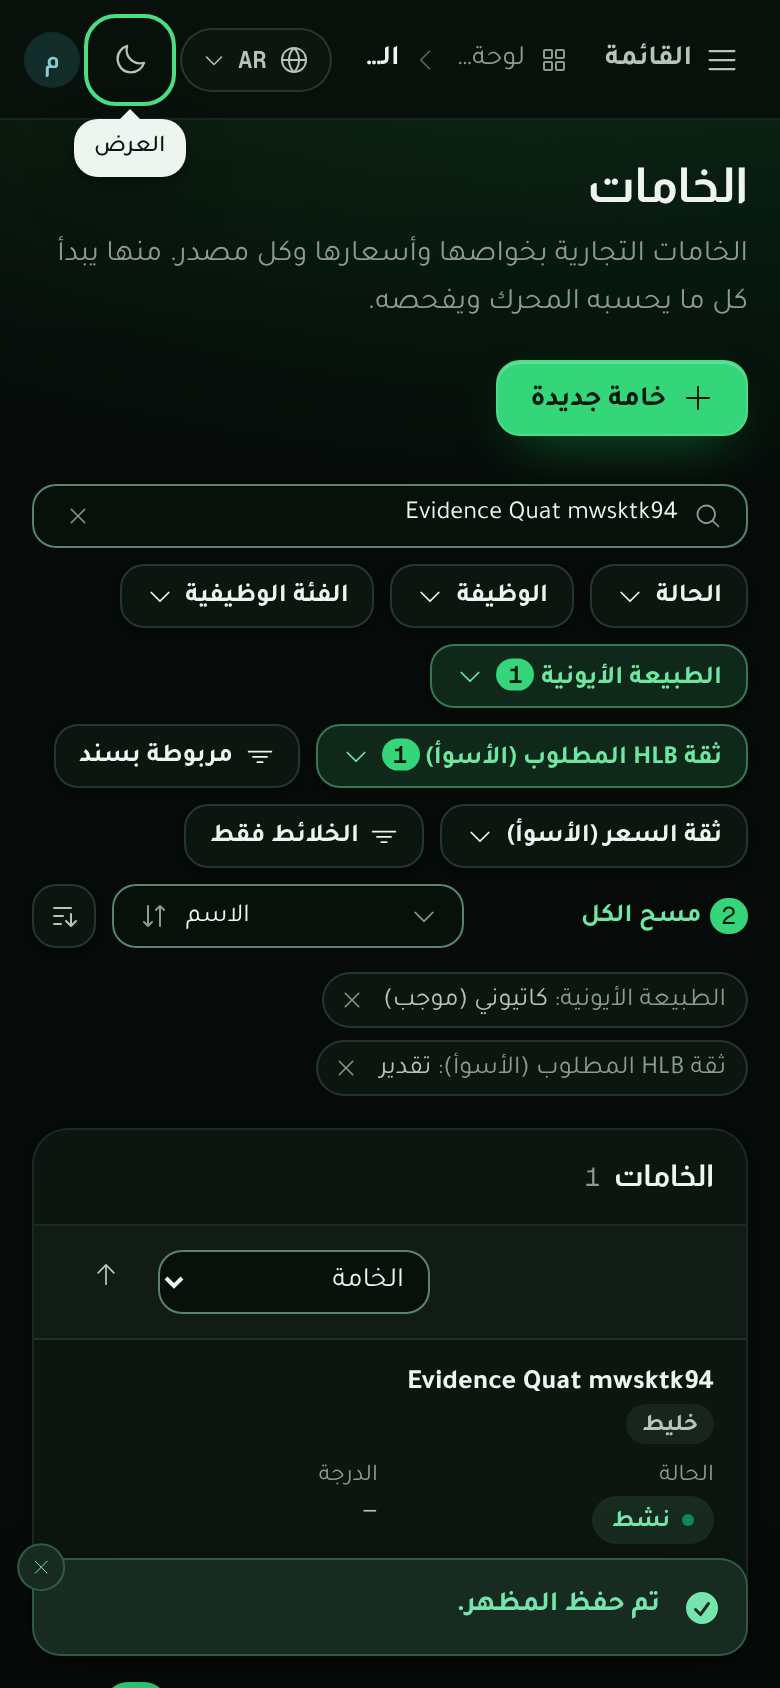 القائمة
لوحة…
الـ…
AR
م
العرض
الخامات
الخامات التجارية بخواصها وأسعارها وكل مصدر. منها يبدأ
كل ما يحسبه المحرك ويفحصه.
خامة جديدة
Evidence Quat mwsktk94
الحالة
الوظيفة
الفئة الوظيفية
الطبيعة الأيونية 1
ثقة HLB المطلوب (الأسوأ) 1
مربوطة بسند
ثقة السعر (الأسوأ)
الخلائط فقط
2 مسح الكل
الاسم
الطبيعة الأيونية: كاتيوني (موجب)
ثقة HLB المطلوب (الأسوأ): تقدير
الخامات 1
الخامة
Evidence Quat mwsktk94
خليط
الحالة
الدرجة
نشط
–
تم حفظ المظهر.